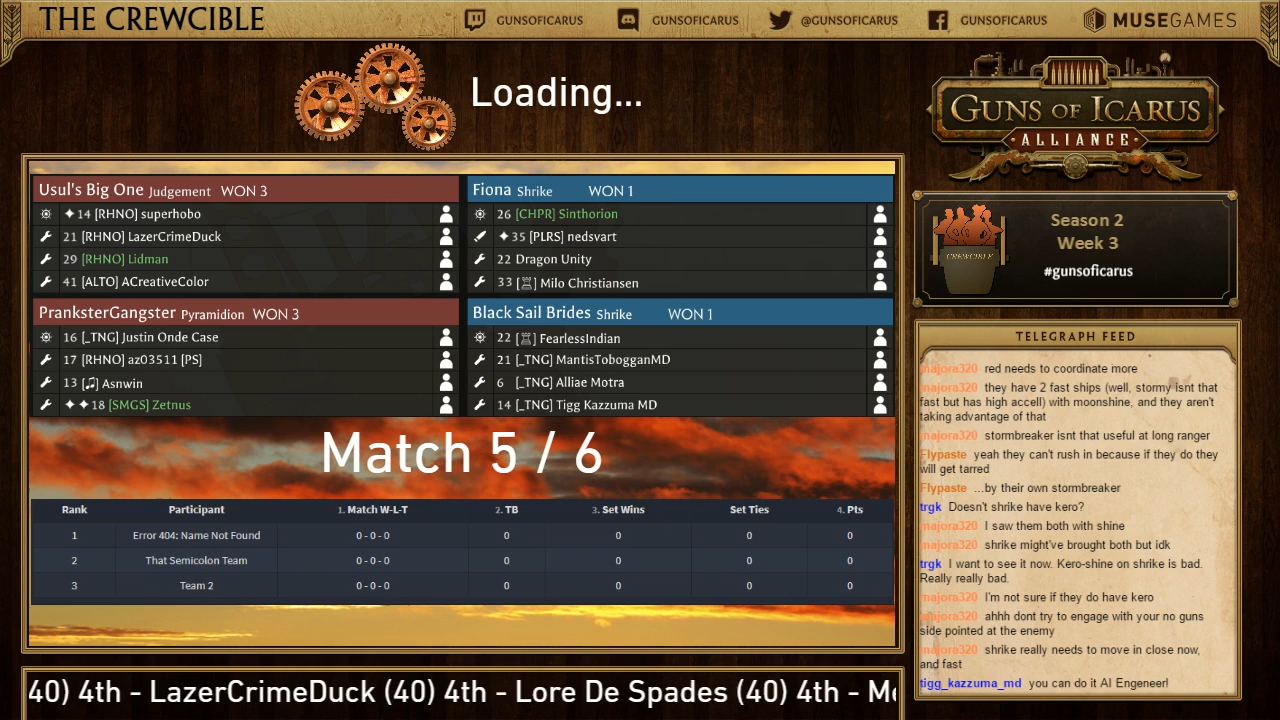 THE CREWCIBLE
GUNSOFICARUS
GUNSOFICARUS
@GUNSOFICARUS
GUNSOFICARUS
MUSEGAMES
Loading...
GUNS OF ICARUS
ALLIANCE
Usul's Big One Judgement WON 3
14 [RHNO] superhobo
21 [RHNO] LazerCrimeDuck
29 [RHNO] Lidman
41 [ALTO] ACreativeColor
Fiona Shrike WON 1
26 [CHPR] Sinthorion
35 [PLRS] nedsvart
22 Dragon Unity
33 [♖] Milo Christiansen
PranksterGangster Pyramidion WON 3
16 [_TNG] Justin Onde Case
17 [RHNO] az03511 [PS]
13 [♫] Asnwin
18 [SMGS] Zetnus
Black Sail Brides Shrike WON 1
22 [♖] FearlessIndian
21 [_TNG] MantisTobogganMD
6 [_TNG] Alliae Motra
14 [_TNG] Tigg Kazzuma MD
Match 5 / 6
Rank Participant 1. Match W-L-T 2. TB 3. Set Wins Set Ties 4. Pts
1 Error 404: Name Not Found 0 - 0 - 0 0 0 0 0
2 That Semicolon Team 0 - 0 - 0 0 0 0 0
3 Team 2 0 - 0 - 0 0 0 0 0
40) 4th - LazerCrimeDuck (40) 4th - Lore De Spades (40) 4th - Mo
CREWCIBLE
Season 2
Week 3
#gunsoficarus
TELEGRAPH FEED
majora320 red needs to coordinate more
majora320 they have 2 fast ships (well, stormy isnt that
fast but has high accell) with moonshine, and they aren't
taking advantage of that
majora320 stormbreaker isnt that useful at long ranger
Flypaste yeah they can't rush in because if they do they
will get tarred
Flypaste ...by their own stormbreaker
trgk Doesn't shrike have kero?
majora320 I saw them both with shine
majora320 shrike might've brought both but idk
trgk I want to see it now. Kero-shine on shrike is bad.
Really really bad.
majora320 I'm not sure if they do have kero
majora320 ahhh dont try to engage with your no guns
side pointed at the enemy
majora320 shrike really needs to move in close now,
and fast
tigg_kazzuma_md you can do it AI Engeneer!